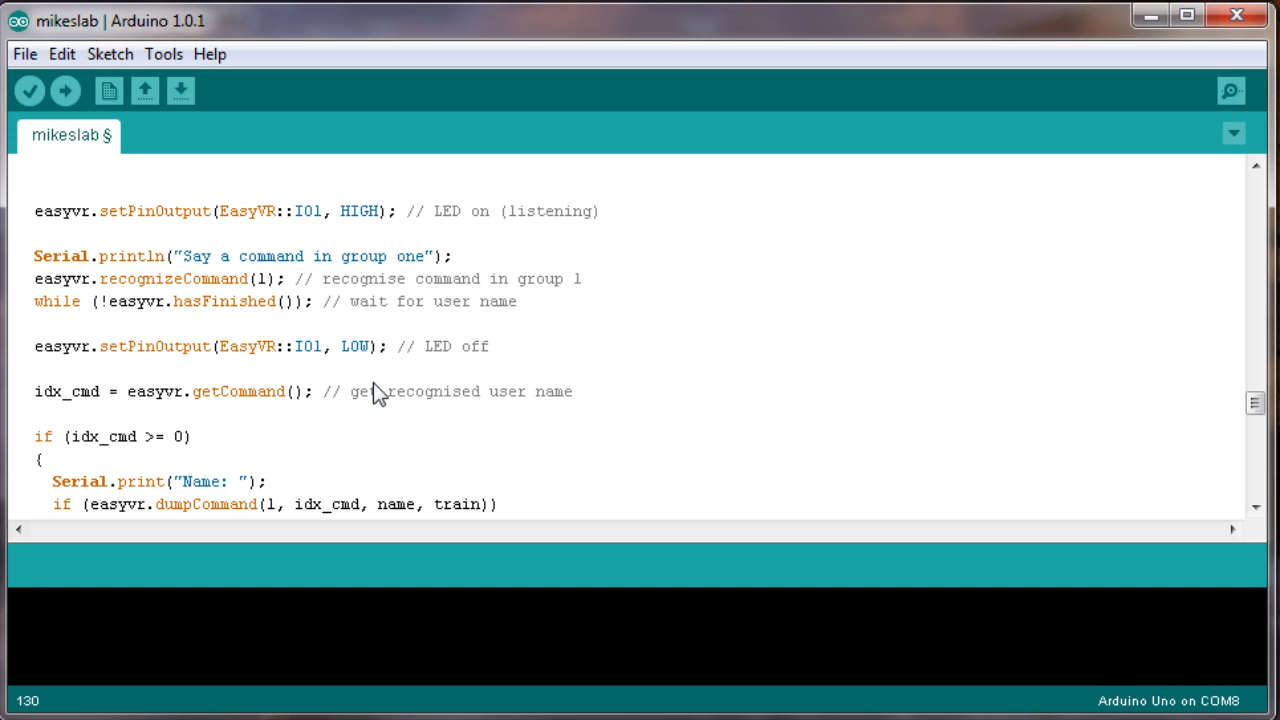 mikeslab | Arduino 1.0.1
File Edit Sketch Tools Help
mikeslab §
easyvr.setPinOutput(EasyVR::IO1, HIGH); // LED on (listening)
Serial.println("Say a command in group one");
easyvr.recognizeCommand(1); // recognise command in group 1
while (!easyvr.hasFinished()); // wait for user name
easyvr.setPinOutput(EasyVR::IO1, LOW); // LED off
idx_cmd = easyvr.getCommand(); // get recognised user name
if (idx_cmd >= 0)
{
Serial.print("Name: ");
if (easyvr.dumpCommand(1, idx_cmd, name, train))
130
Arduino Uno on COM8